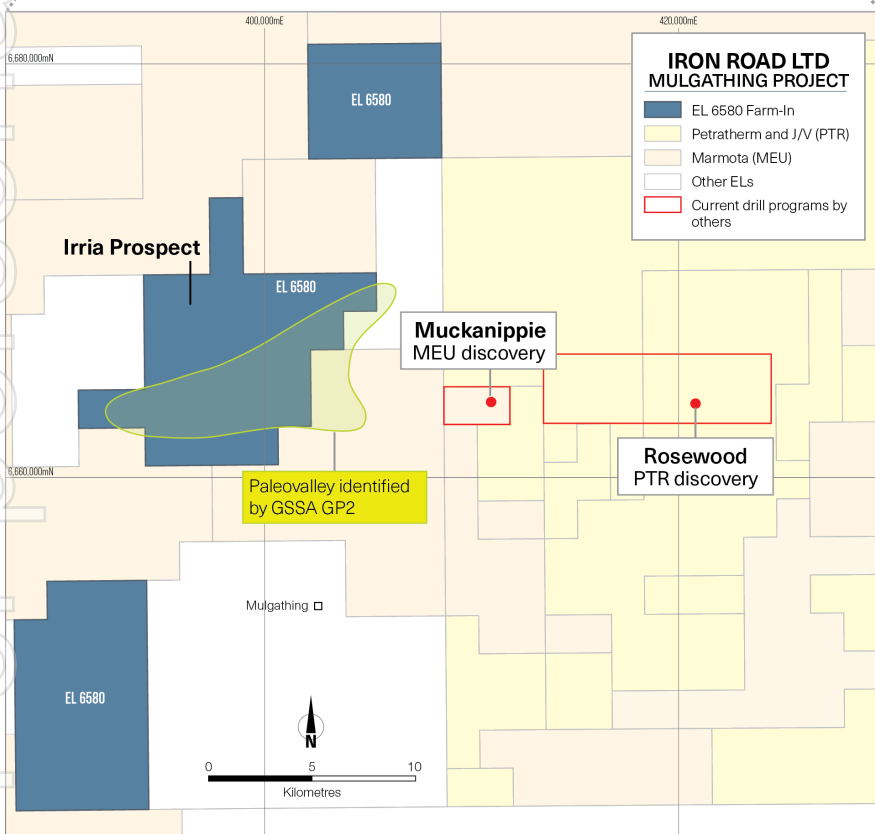 400,000mE
420,000mE
6,680,000mN
IRON ROAD LTD
MULGATHING PROJECT
EL 6580 Farm-In
Petratherm and J/V (PTR)
Marmota (MEU)
Other ELs
Current drill programs by
others
EL 6580
Irria Prospect
EL 6580
Muckanippie
MEU discovery
Rosewood
PTR discovery
6,660,000mN
Paleovalley identified
by GSSA GP2
Mulgathing
EL 6580
N
0 5 10
Kilometres